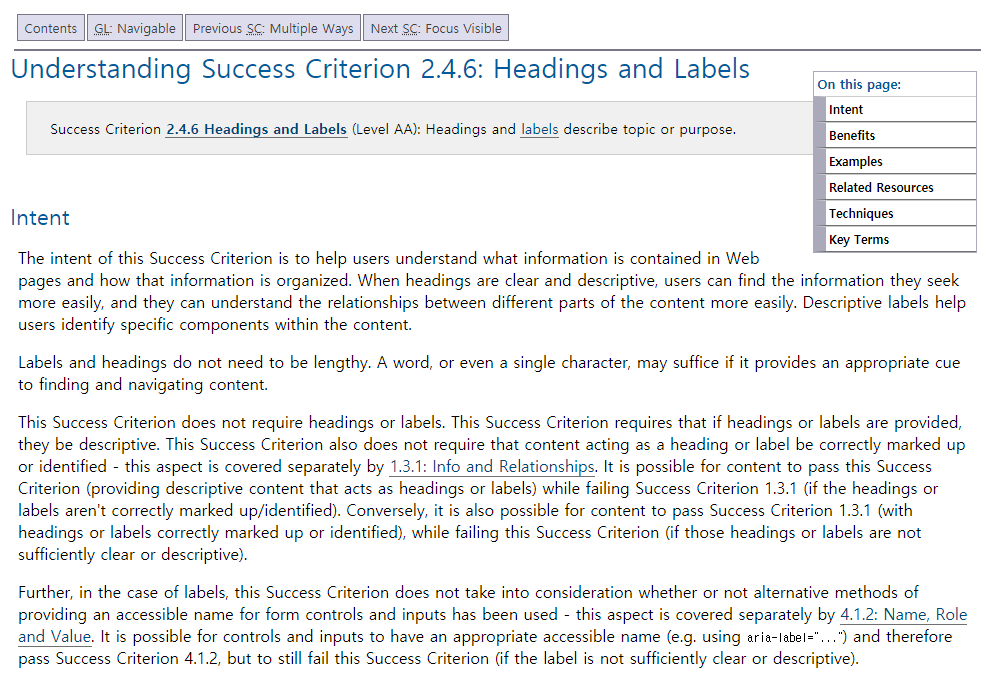 Contents GL: Navigable Previous SC: Multiple Ways Next SC: Focus Visible
Understanding Success Criterion 2.4.6: Headings and Labels
On this page:
Intent
Benefits
Examples
Related Resources
Techniques
Key Terms
Success Criterion 2.4.6 Headings and Labels (Level AA): Headings and labels describe topic or purpose.
Intent
The intent of this Success Criterion is to help users understand what information is contained in Web
pages and how that information is organized. When headings are clear and descriptive, users can find the information they seek
more easily, and they can understand the relationships between different parts of the content more easily. Descriptive labels help
users identify specific components within the content.
Labels and headings do not need to be lengthy. A word, or even a single character, may suffice if it provides an appropriate cue
to finding and navigating content.
This Success Criterion does not require headings or labels. This Success Criterion requires that if headings or labels are provided,
they be descriptive. This Success Criterion also does not require that content acting as a heading or label be correctly marked up
or identified - this aspect is covered separately by 1.3.1: Info and Relationships. It is possible for content to pass this Success
Criterion (providing descriptive content that acts as headings or labels) while failing Success Criterion 1.3.1 (if the headings or
labels aren't correctly marked up/identified). Conversely, it is also possible for content to pass Success Criterion 1.3.1 (with
headings or labels correctly marked up or identified), while failing this Success Criterion (if those headings or labels are not
sufficiently clear or descriptive).
Further, in the case of labels, this Success Criterion does not take into consideration whether or not alternative methods of
providing an accessible name for form controls and inputs has been used - this aspect is covered separately by 4.1.2: Name, Role
and Value. It is possible for controls and inputs to have an appropriate accessible name (e.g. using aria-label="...") and therefore
pass Success Criterion 4.1.2, but to still fail this Success Criterion (if the label is not sufficiently clear or descriptive).